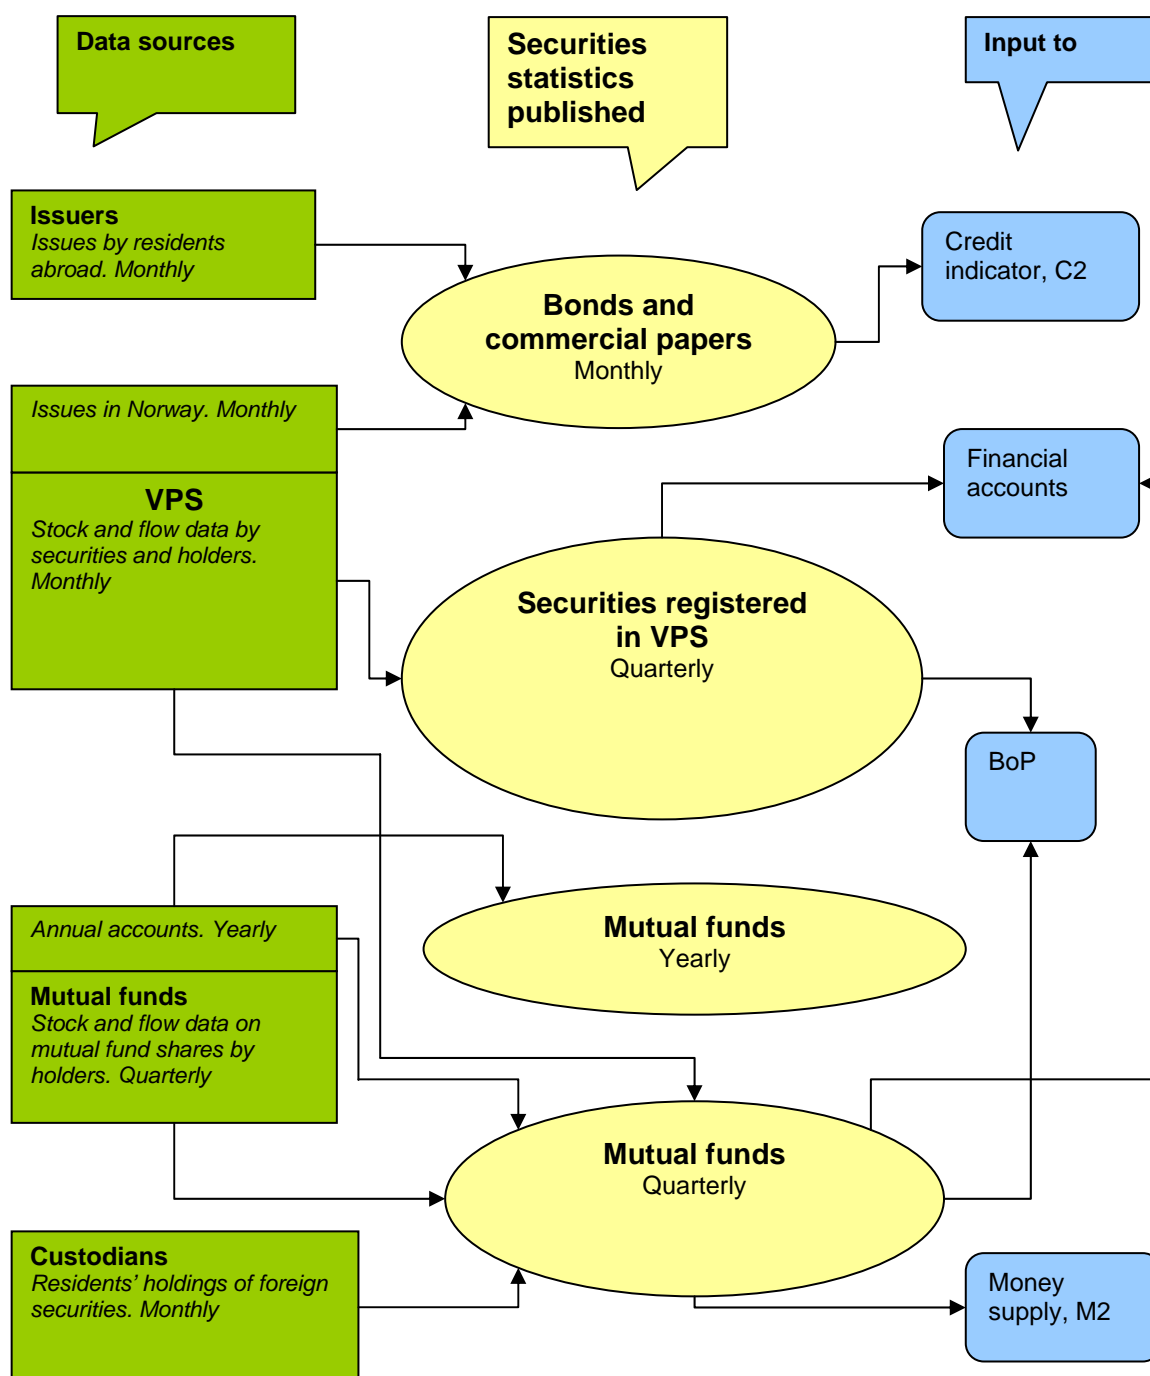 Data sources
Securities
statistics
published
Input to
Issuers
Issues by residents
abroad. Monthly
Credit
indicator, C2
Bonds and
commercial papers
Monthly
Issues in Norway. Monthly
VPS
Stock and flow data by
securities and holders.
Monthly
Financial
accounts
Securities registered
in VPS
Quarterly
BoP
Mutual funds
Yearly
Annual accounts. Yearly
Mutual funds
Stock and flow data on
mutual fund shares by
holders. Quarterly
Mutual funds
Quarterly
Custodians
Residents’ holdings of foreign
securities. Monthly
Money
supply, M2